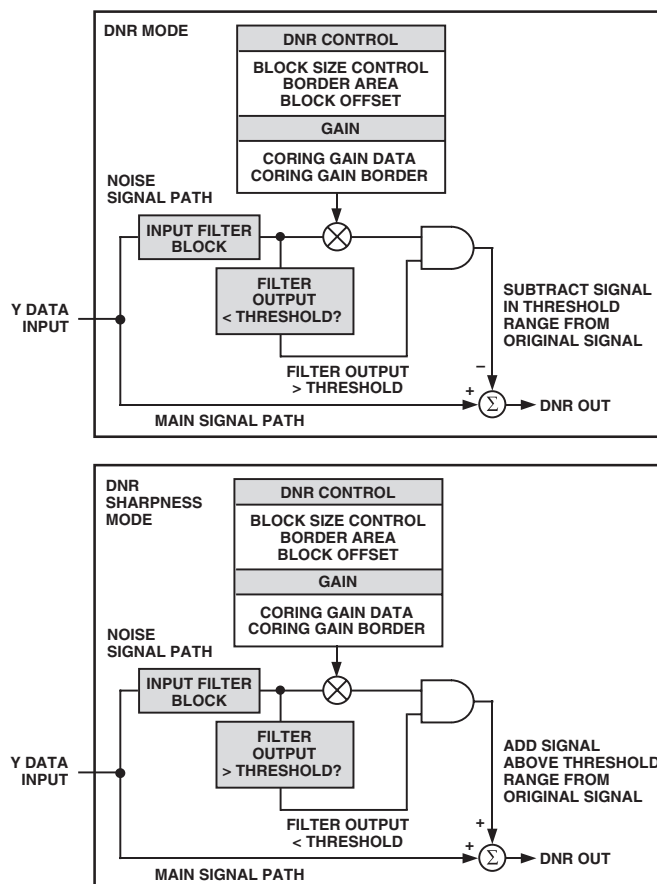 DNR MODE
DNR CONTROL
BLOCK SIZE CONTROL
BORDER AREA
BLOCK OFFSET
GAIN
CORING GAIN DATA
CORING GAIN BORDER
NOISE
SIGNAL PATH
INPUT FILTER
BLOCK
FILTER
OUTPUT
< THRESHOLD?
Y DATA
INPUT
SUBTRACT SIGNAL
IN THRESHOLD
RANGE FROM
ORIGINAL SIGNAL
FILTER OUTPUT
> THRESHOLD
–
+
Σ
DNR OUT
MAIN SIGNAL PATH
DNR
SHARPNESS
MODE
DNR CONTROL
BLOCK SIZE CONTROL
BORDER AREA
BLOCK OFFSET
GAIN
CORING GAIN DATA
CORING GAIN BORDER
NOISE
SIGNAL PATH
INPUT FILTER
BLOCK
FILTER
OUTPUT
> THRESHOLD?
Y DATA
INPUT
ADD SIGNAL
ABOVE THRESHOLD
RANGE FROM
ORIGINAL SIGNAL
FILTER OUTPUT
< THRESHOLD
+
+
Σ
DNR OUT
MAIN SIGNAL PATH